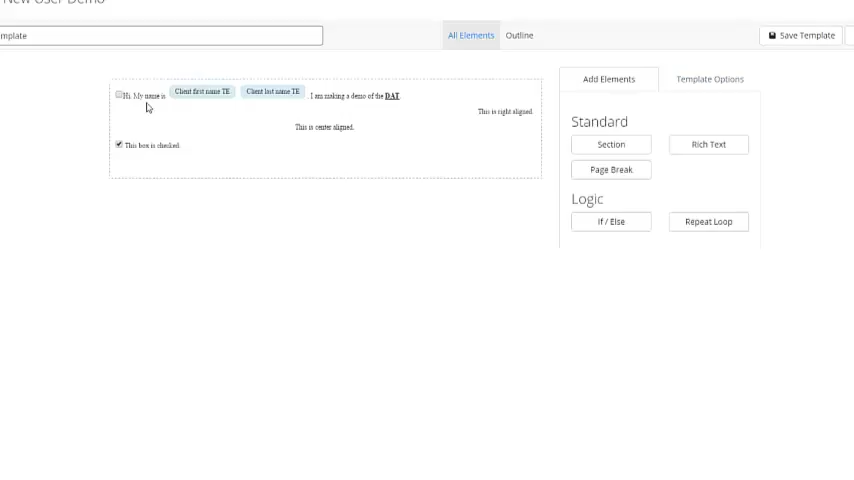 New User Demo
mplate
All Elements Outline
Save Template
Add Elements Template Options
Hi. My name is Client first name TE Client last name TE . I am making a demo of the DAT.
This is right aligned.
This is center aligned.
This box is checked.
Standard
Section Rich Text
Page Break
Logic
If / Else Repeat Loop